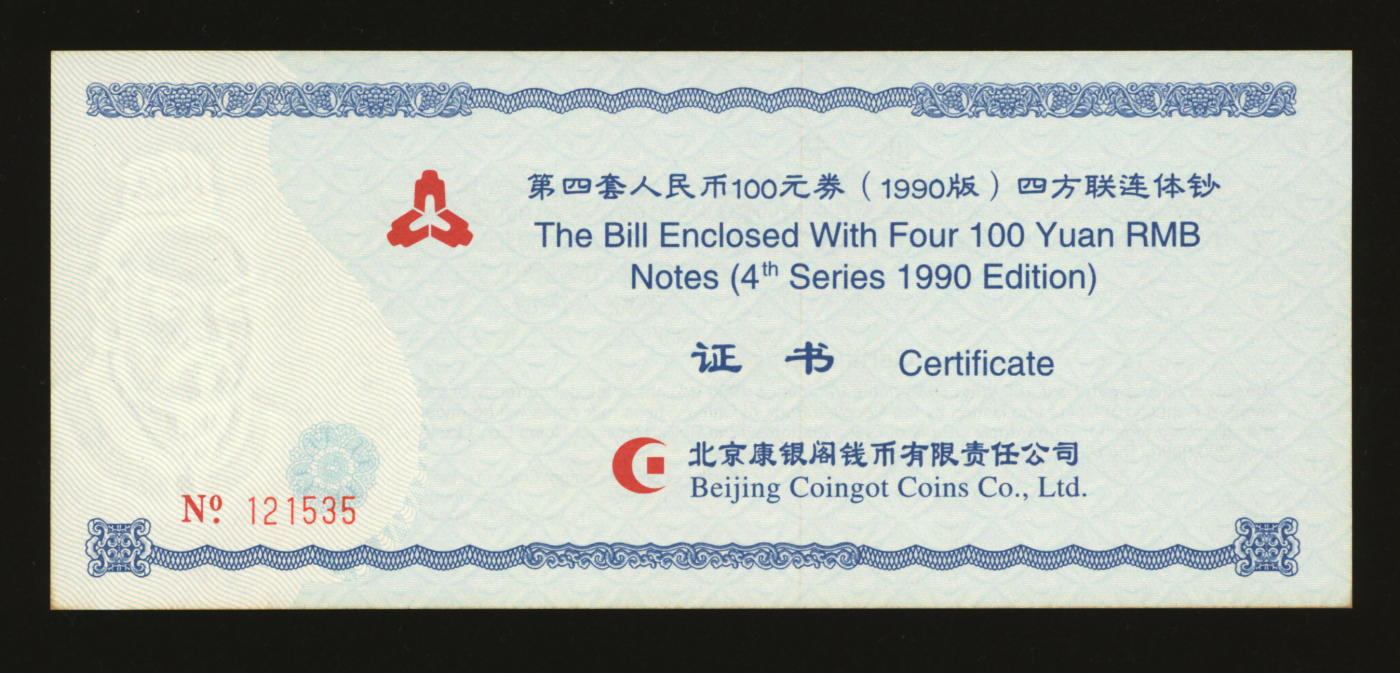 第四套人民币100元券（1990版）四方联连体钞
The Bill Enclosed With Four 100 Yuan RMB
Notes (4th Series 1990 Edition)
证 书 Certificate
北京康银阁钱币有限责任公司
Beijing Coingot Coins Co., Ltd.
Nº. 121535